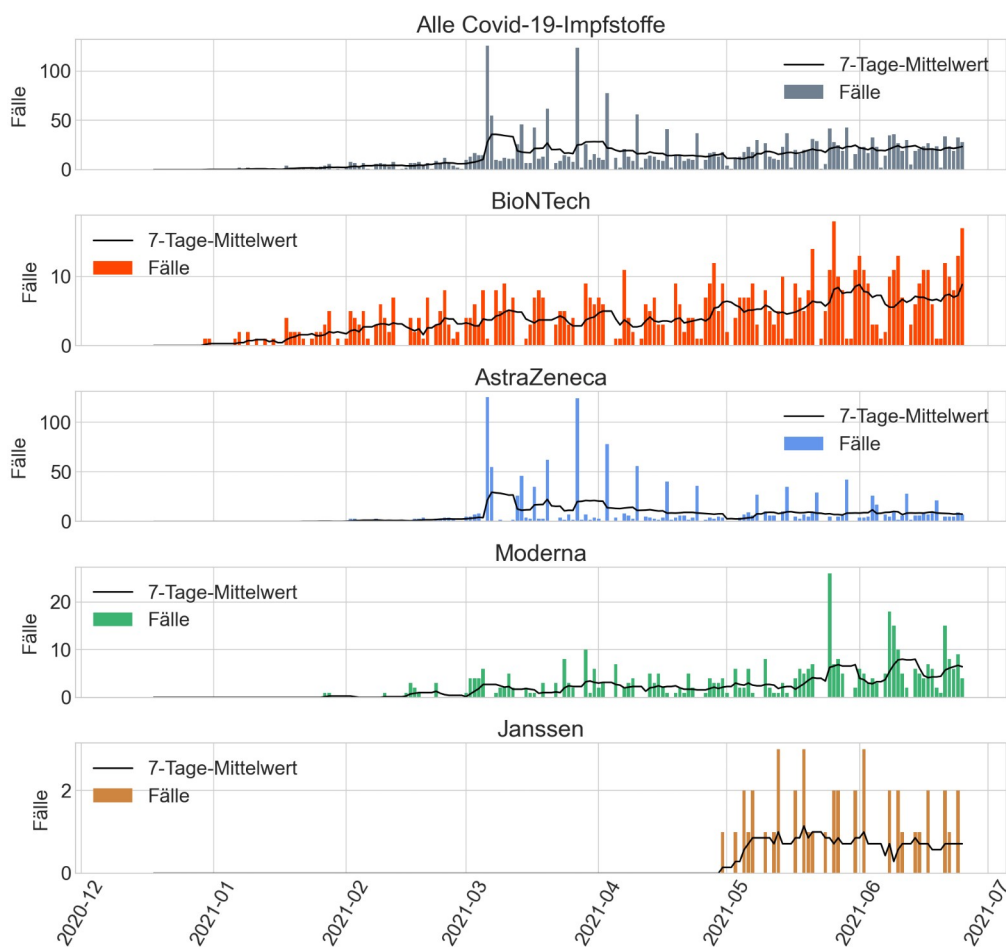 Alle Covid-19-Impfstoffe
Fälle
100
50
0
7-Tage-Mittelwert
Fälle
BioNTech
Fälle
10
0
7-Tage-Mittelwert
Fälle
AstraZeneca
Fälle
100
50
0
7-Tage-Mittelwert
Fälle
Moderna
Fälle
20
10
0
7-Tage-Mittelwert
Fälle
Janssen
Fälle
2
0
7-Tage-Mittelwert
Fälle
2020-12
2021-01
2021-02
2021-03
2021-04
2021-05
2021-06
2021-07